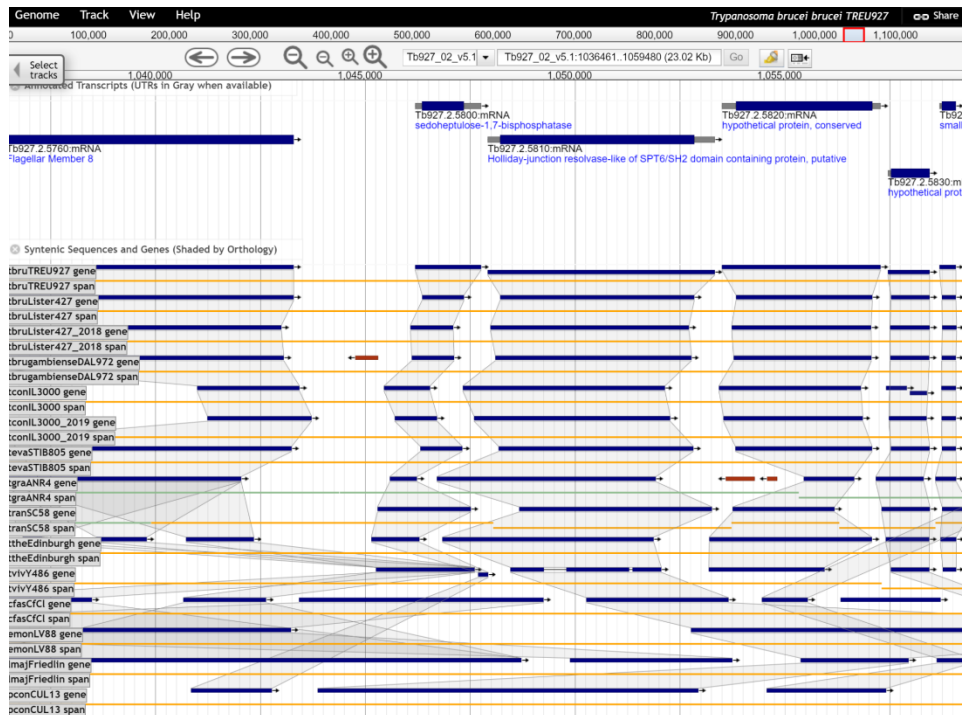 Genome Track View Help Trypanosoma brucei brucei TREU927 Share
0 100,000 200,000 300,000 400,000 500,000 600,000 700,000 800,000 900,000 1,000,000 1,100,000
Select tracks
Tb927_02_v5.1 Tb927_02_v5.1:1036461..1059480 (23.02 Kb) Go
1,040,000 1,045,000 1,050,000 1,055,000
Annotated Transcripts (UTRs in Gray when available)
Tb927.2.5800:mRNA Tb927.2.5820:mRNA Tb92
sedoheptulose-1,7-bisphosphatase hypothetical protein, conserved small
Tb927.2.5760:mRNA Tb927.2.5810:mRNA
Flagellar Member 8 Holliday-junction resolvase-like of SPT6/SH2 domain containing protein, putative
Tb927.2.5830:m
hypothetical prot
Syntenic Sequences and Genes (Shaded by Orthology)
tbruTREU927 gene
tbruTREU927 span
tbruLister427 gene
tbruLister427 span
tbruLister427_2018 gene
tbruLister427_2018 span
tbrugambienseDAL972 gene
tbrugambienseDAL972 span
tconIL3000 gene
tconIL3000 span
tconIL3000_2019 gene
tconIL3000_2019 span
tevaSTIB805 gene
tevaSTIB805 span
tgraANR4 gene
tgraANR4 span
tranSC58 gene
tranSC58 span
ttheEdinburgh gene
ttheEdinburgh span
tvivY486 gene
tvivY486 span
cfasCfCl gene
cfasCfCl span
emonLV88 gene
emonLV88 span
lmajFriedlin gene
lmajFriedlin span
pconCUL13 gene
pconCUL13 span